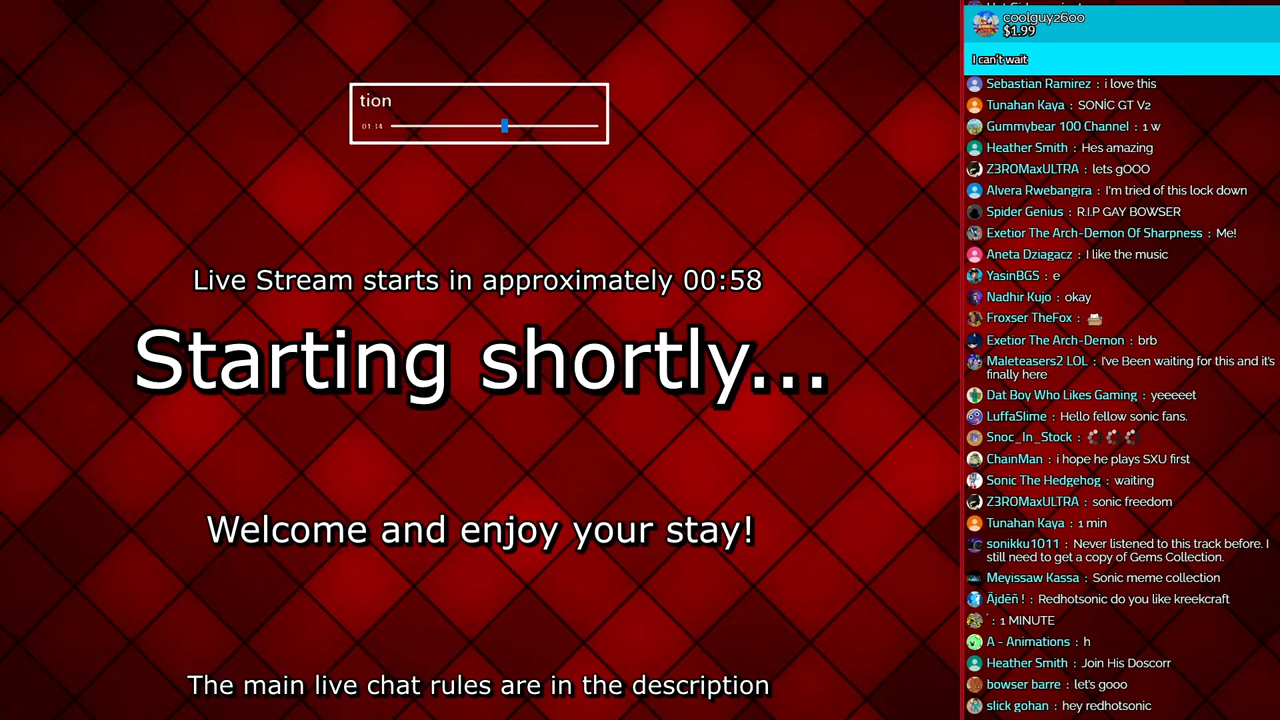 tion
Live Stream starts in approximately 00:58
Starting shortly...
Welcome and enjoy your stay!
The main live chat rules are in the description
coolguy2600
$1.99
I can't wait
Sebastian Ramirez : i love this
Tunahan Kaya : SONİC GT V2
Gummybear 100 Channel : 1 w
Heather Smith : Hes amazing
Z3ROMaxULTRA : lets gOOO
Alvera Rwebangira : I'm tried of this lock down
Spider Genius : R.I.P GAY BOWSER
Exetior The Arch-Demon Of Sharpness : Me!
Aneta Dziagacz : I like the music
YasinBGS : e
Nadhir Kujo : okay
Froxser TheFox :
Exetior The Arch-Demon : brb
Maleteasers2 LOL : I've Been waiting for this and it's
finally here
Dat Boy Who Likes Gaming : yeeeeet
LuffaSlime : Hello fellow sonic fans.
Snoc_In_Stock :
ChainMan : i hope he plays SXU first
Sonic The Hedgehog : waiting
Z3ROMaxULTRA : sonic freedom
Tunahan Kaya : 1 min
sonikku1011 : Never listened to this track before. I
still need to get a copy of Gems Collection.
Meyissaw Kassa : Sonic meme collection
Ājdēñ ! : Redhotsonic do you like kreekcraft
: 1 MINUTE
A - Animations : h
Heather Smith : Join His Doscorr
bowser barre : let's gooo
slick gohan : hey redhotsonic